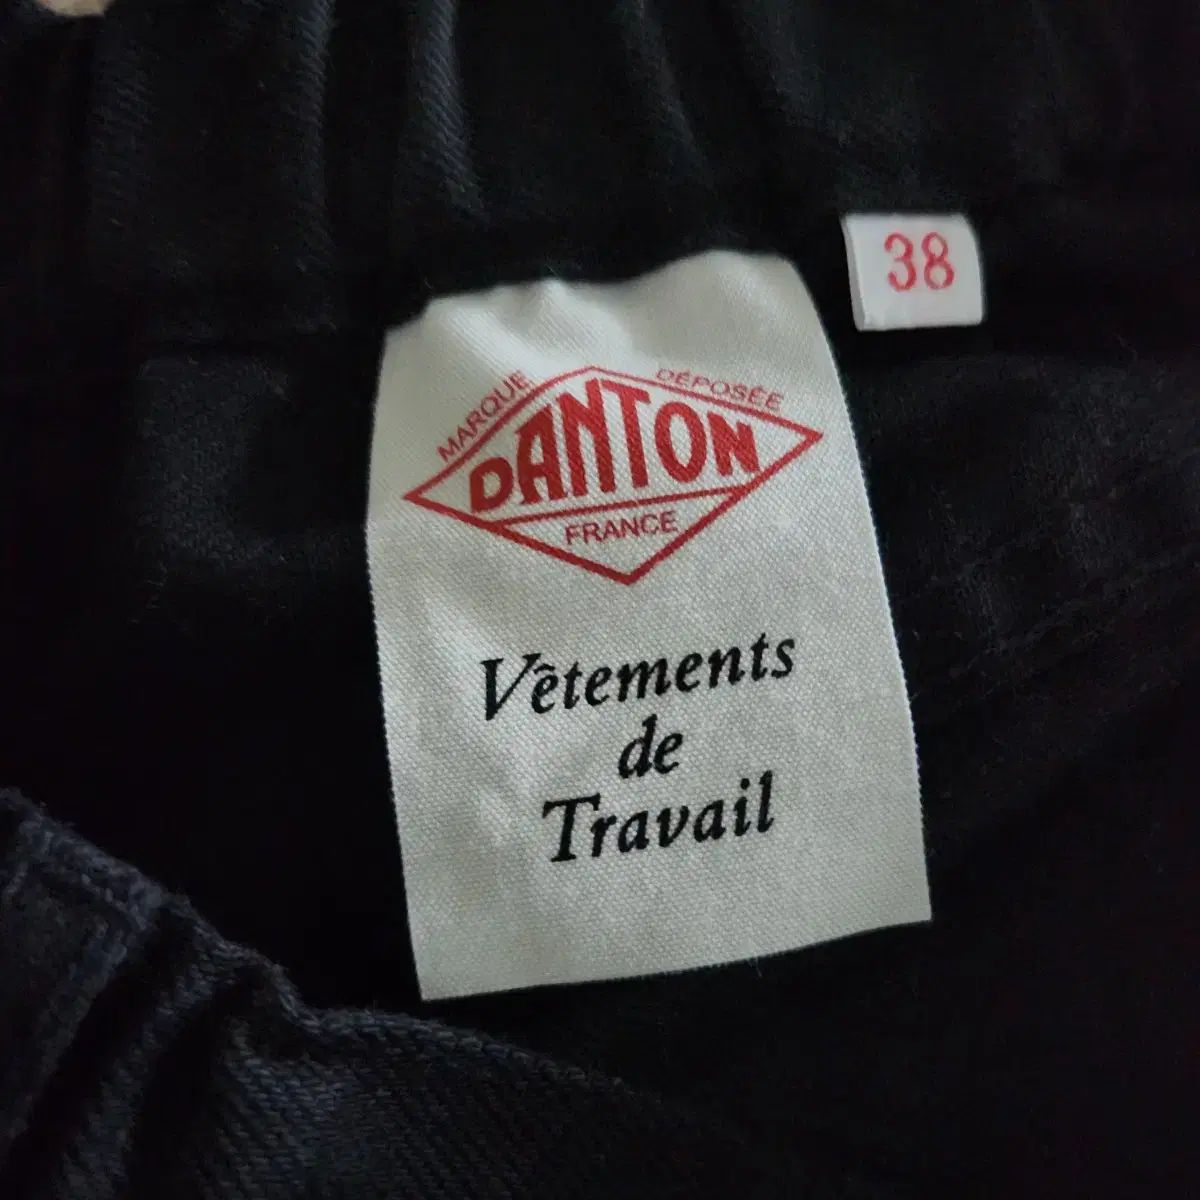 38
MARQUE DÉPOSÉE
DANTON
FRANCE
Vêtements
de
Travail